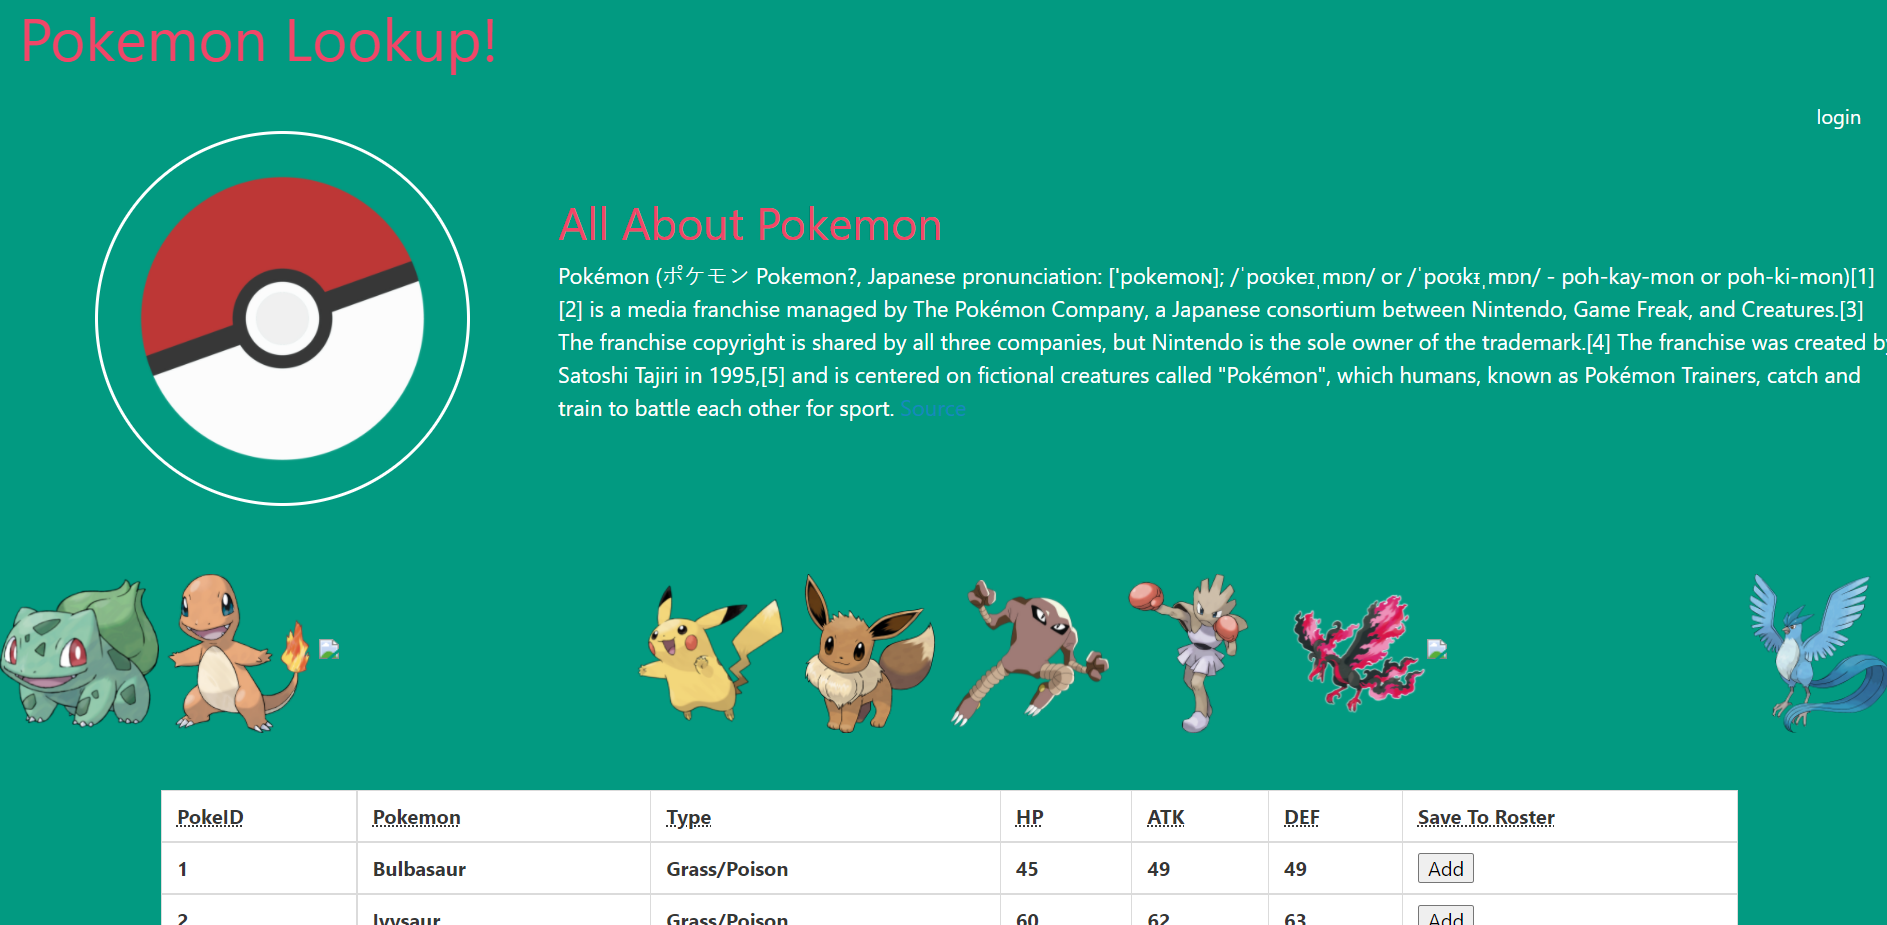 Pokemon Lookup!
login
All About Pokemon
Pokémon (ポケモン Pokemon?, Japanese pronunciation: ['pokemoɴ]; /ˈpoʊkeɪˌmɒn/ or /ˈpoʊkɪˌmɒn/ - poh-kay-mon or poh-ki-mon)[1]
[2] is a media franchise managed by The Pokémon Company, a Japanese consortium between Nintendo, Game Freak, and Creatures.[3]
The franchise copyright is shared by all three companies, but Nintendo is the sole owner of the trademark.[4] The franchise was created by
Satoshi Tajiri in 1995,[5] and is centered on fictional creatures called "Pokémon", which humans, known as Pokémon Trainers, catch and
train to battle each other for sport. Source
PokeID Pokemon Type HP ATK DEF Save To Roster
1 Bulbasaur Grass/Poison 45 49 49 Add
2 Ivysaur Grass/Poison 60 62 63 Add